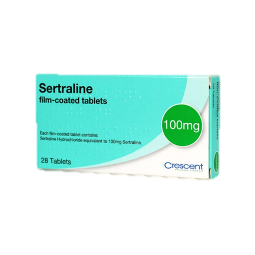 Sertraline
film-coated tablets
100mg
Each film-coated tablet contains:
Sertraline Hydrochloride equivalent to 100mg Sertraline.
28 Tablets
Crescent